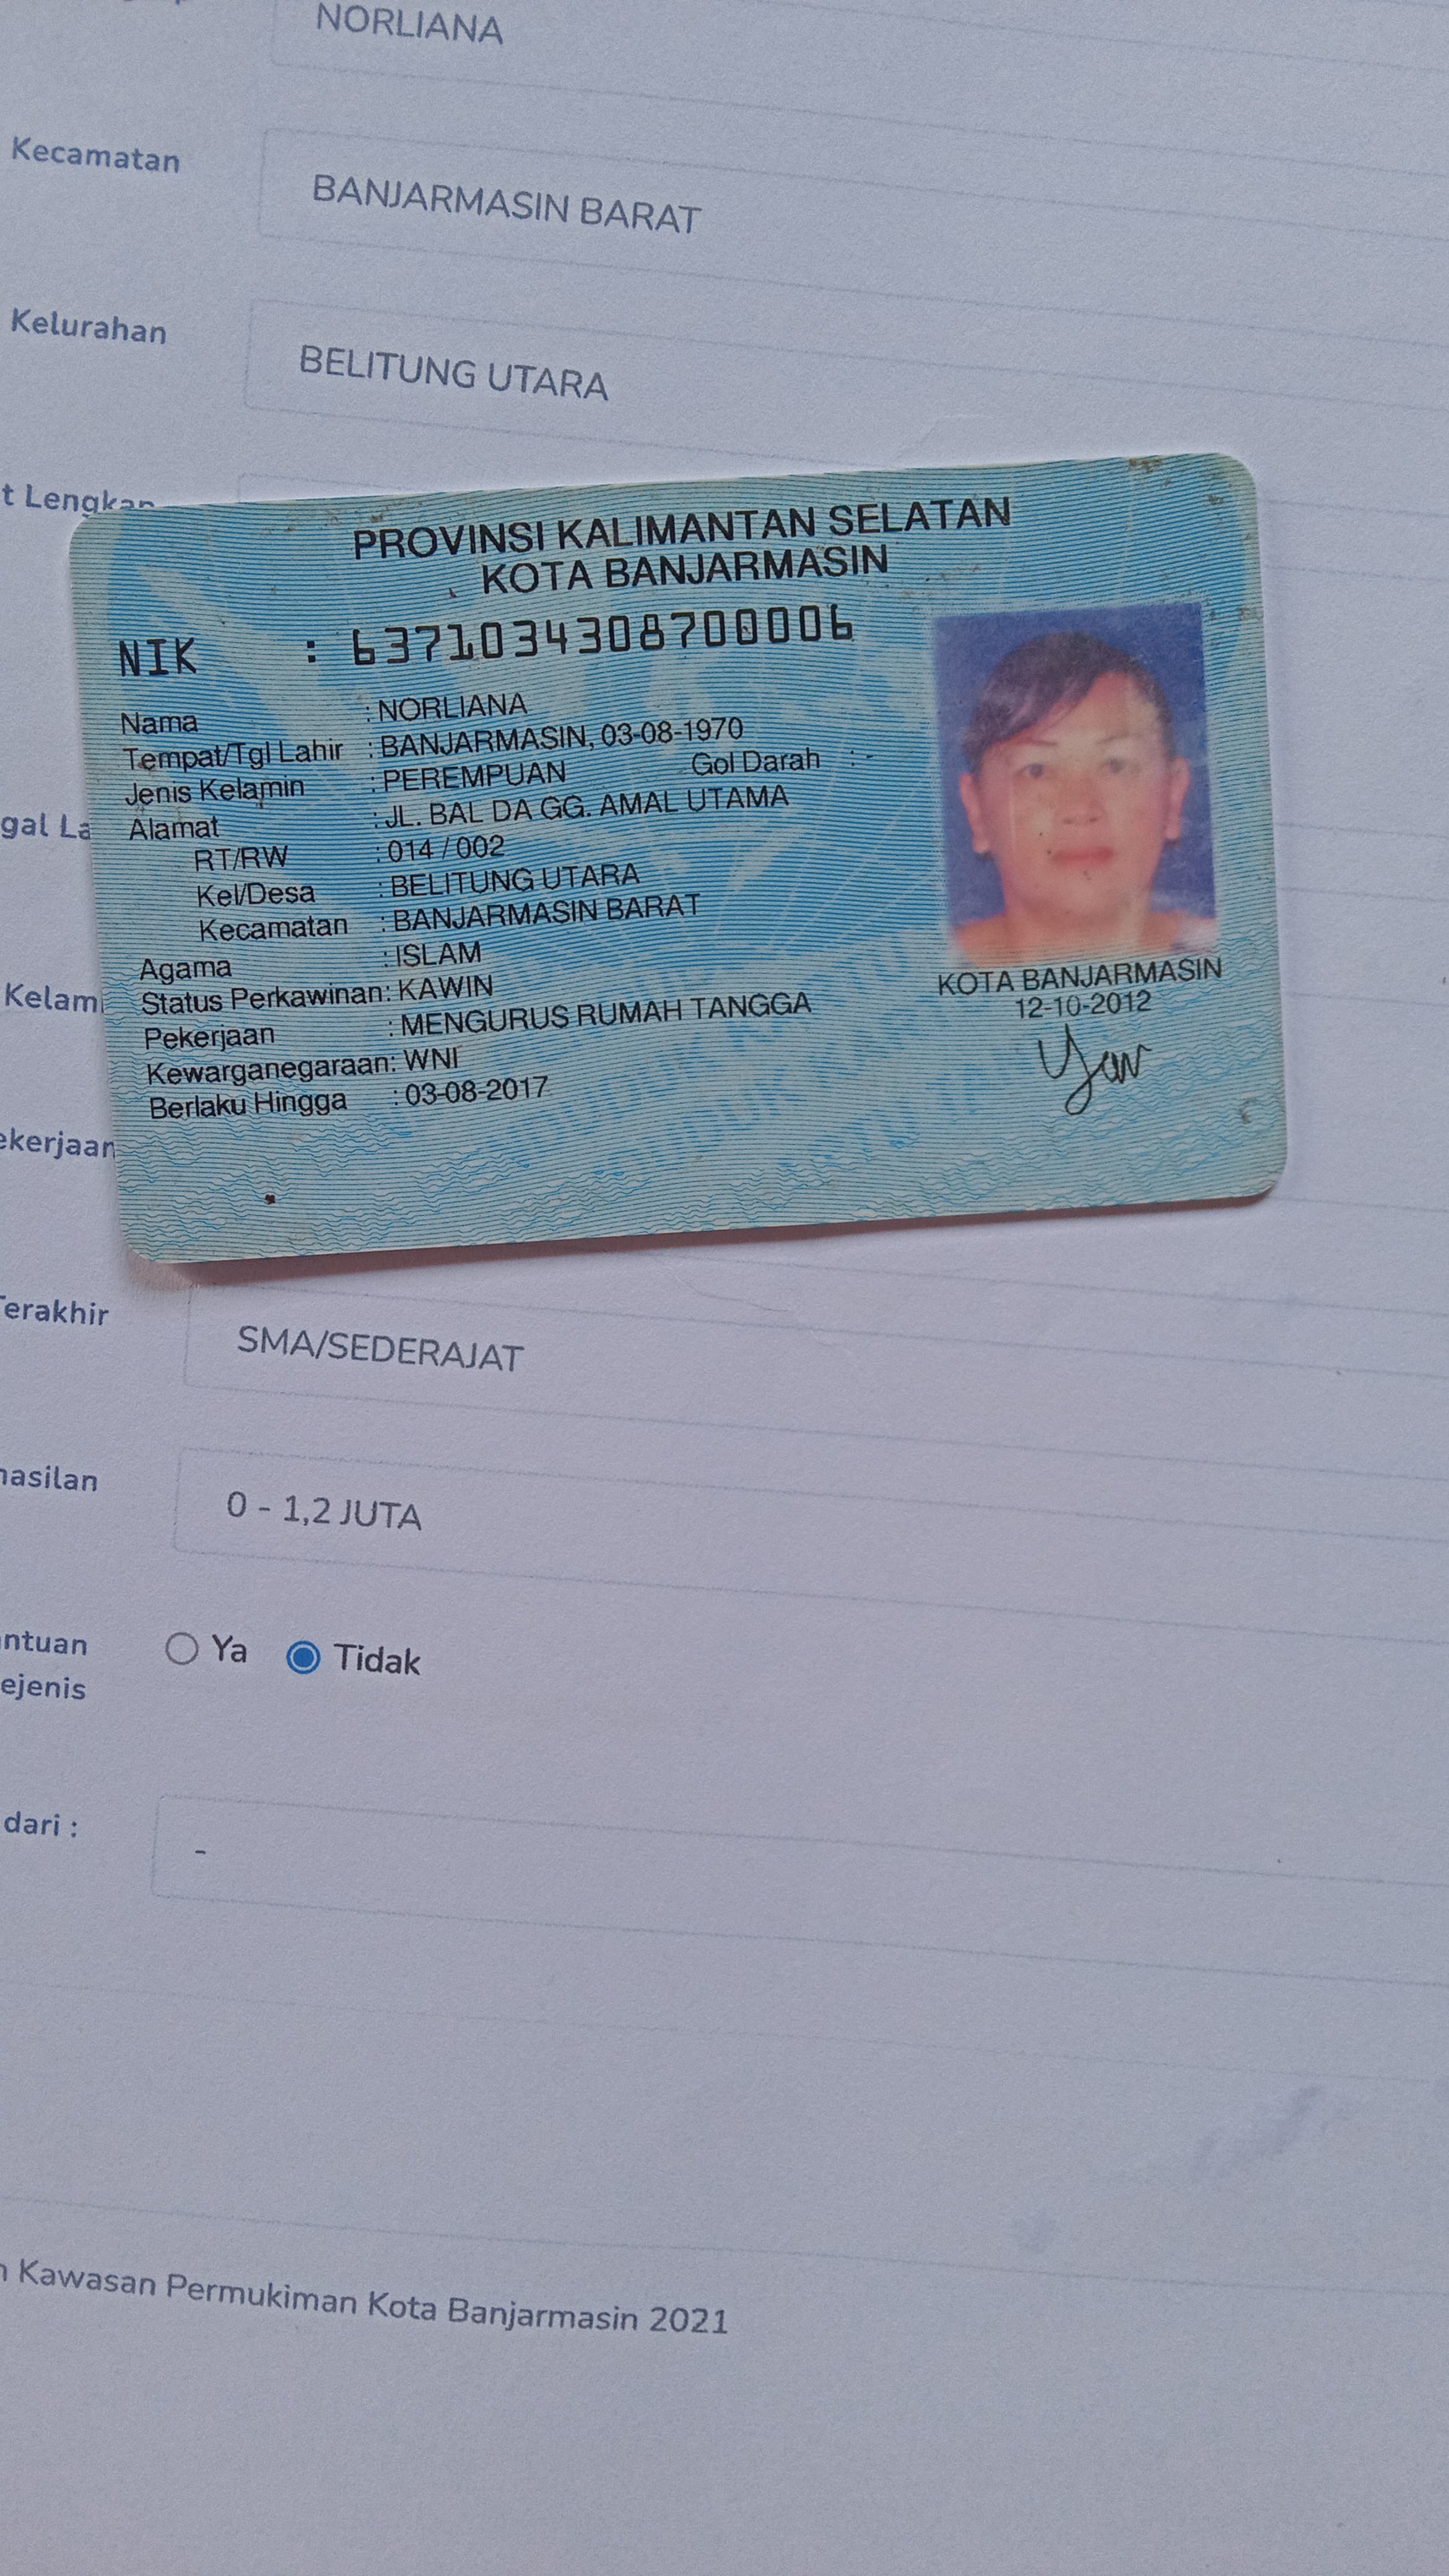 NORLIANA
Kecamatan BANJARMASIN BARAT
Kelurahan BELITUNG UTARA
t Lengkap
PROVINSI KALIMANTAN SELATAN
KOTA BANJARMASIN
NIK : 6371034308700006
Nama : NORLIANA
Tempat/Tgl Lahir : BANJARMASIN, 03-08-1970
Jenis Kelamin : PEREMPUAN Gol Darah : -
Alamat : JL. BAL DA GG. AMAL UTAMA
RT/RW : 014 / 002
Kel/Desa : BELITUNG UTARA
Kecamatan : BANJARMASIN BARAT
Agama : ISLAM
Status Perkawinan: KAWIN
Pekerjaan : MENGURUS RUMAH TANGGA
Kewarganegaraan: WNI
Berlaku Hingga : 03-08-2017
KOTA BANJARMASIN
12-10-2012
gal La
Kelam
ekerjaan
Terakhir SMA/SEDERAJAT
hasilan 0 - 1,2 JUTA
ntuan Ya Tidak
ejenis
dari : -
n Kawasan Permukiman Kota Banjarmasin 2021